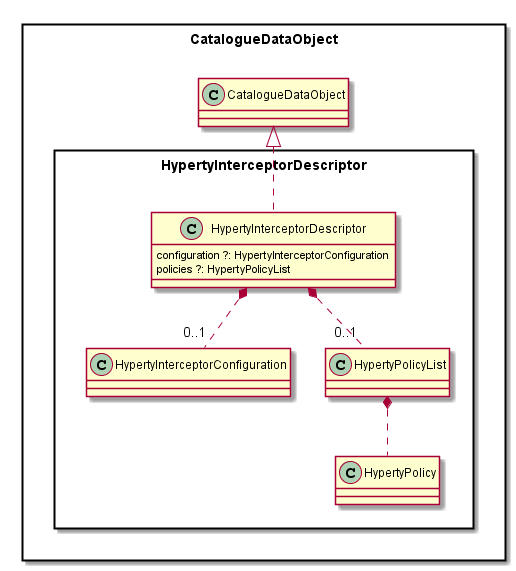 CatalogueDataObject
C CatalogueDataObject
HypertyInterceptorDescriptor
C HypertyInterceptorDescriptor
configuration ?: HypertyInterceptorConfiguration
policies ?: HypertyPolicyList
0..1
0..1
C HypertyInterceptorConfiguration
C HypertyPolicyList
C HypertyPolicy